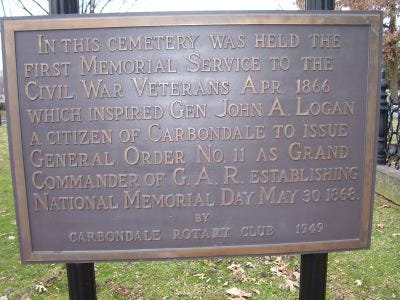 IN THIS CEMETERY WAS HELD THE
FIRST MEMORIAL SERVICE TO THE
CIVIL WAR VETERANS APR. 1866
WHICH INSPIRED GEN. JOHN A. LOGAN
A CITIZEN OF CARBONDALE TO ISSUE
GENERAL ORDER NO. 11 AS GRAND
COMMANDER OF G.A.R. ESTABLISHING
NATIONAL MEMORIAL DAY MAY 30 1868.
BY
CARBONDALE ROTARY CLUB 1949